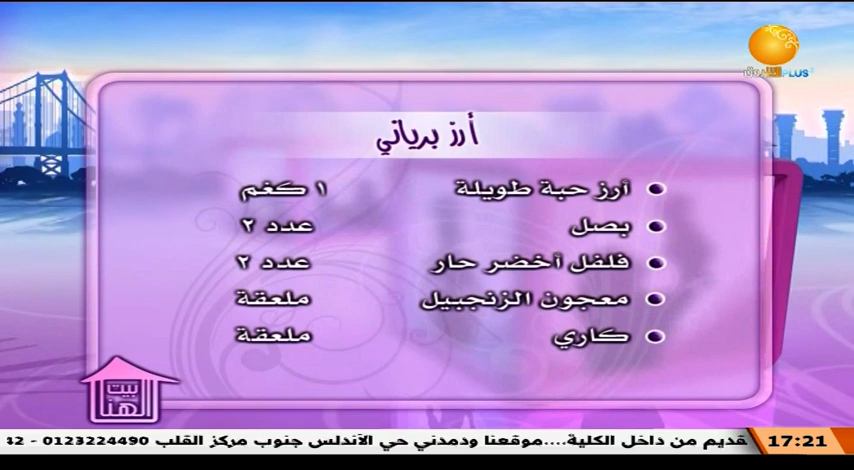 PLUS
أرز برياني
أرز حبة طويلة ١ كغم
بصل عدد ٢
فلفل أخضر حار عدد ٢
معجون الزنجبيل ملعقة
كاري ملعقة
بيت
الهنا
قديم من داخل الكلية....موقعنا ودمدني حي الآندلس جنوب مركز القلب 0123224490 - 42
17:21